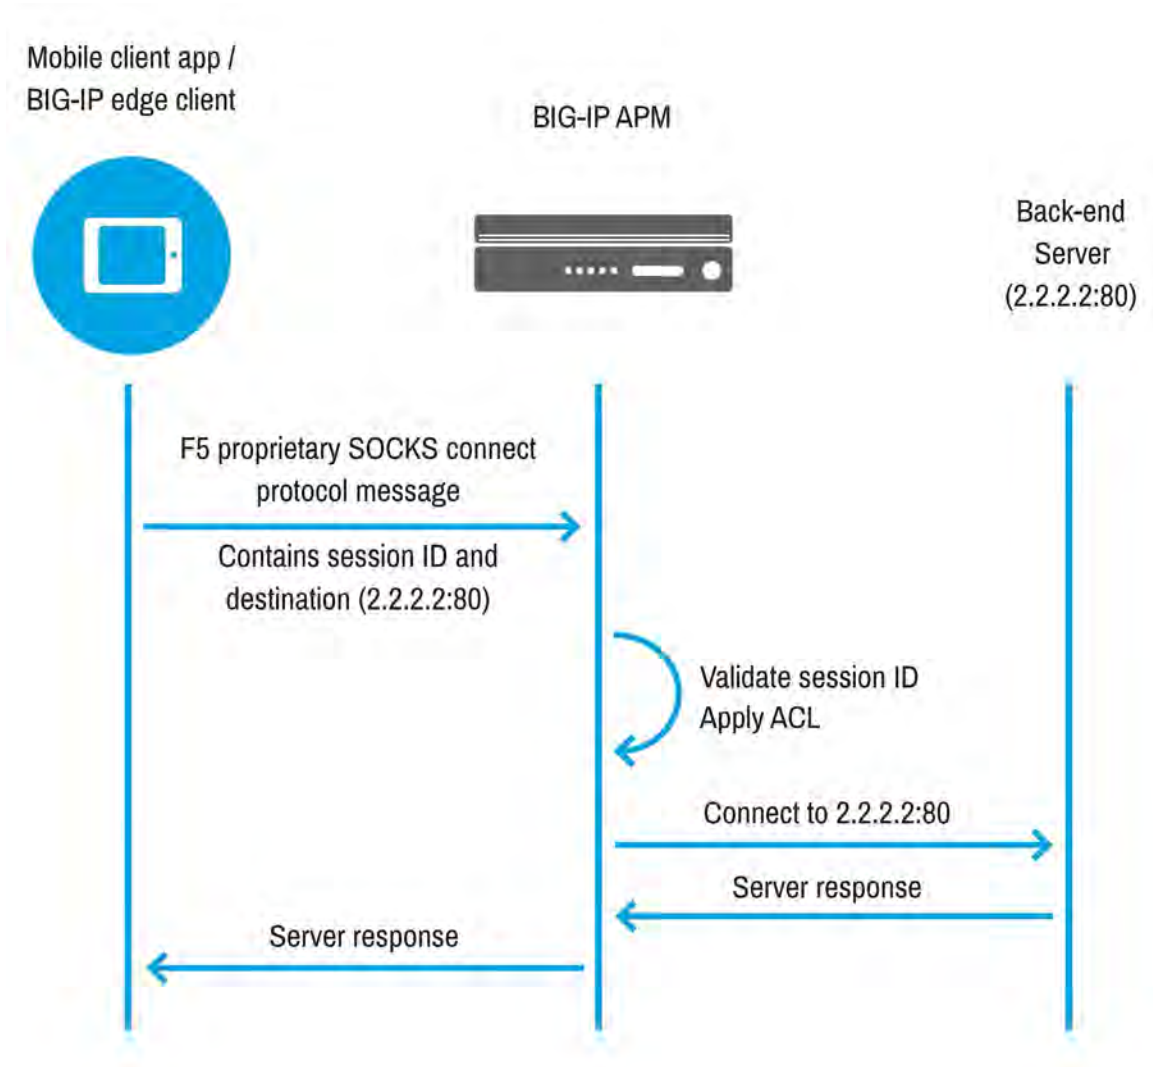 Mobile client app /
BIG-IP edge client
BIG-IP APM
Back-end
Server
(2.2.2.2:80)
F5 proprietary SOCKS connect
protocol message
Contains session ID and
destination (2.2.2.2:80)
Validate session ID
Apply ACL
Connect to 2.2.2.2:80
Server response
Server response